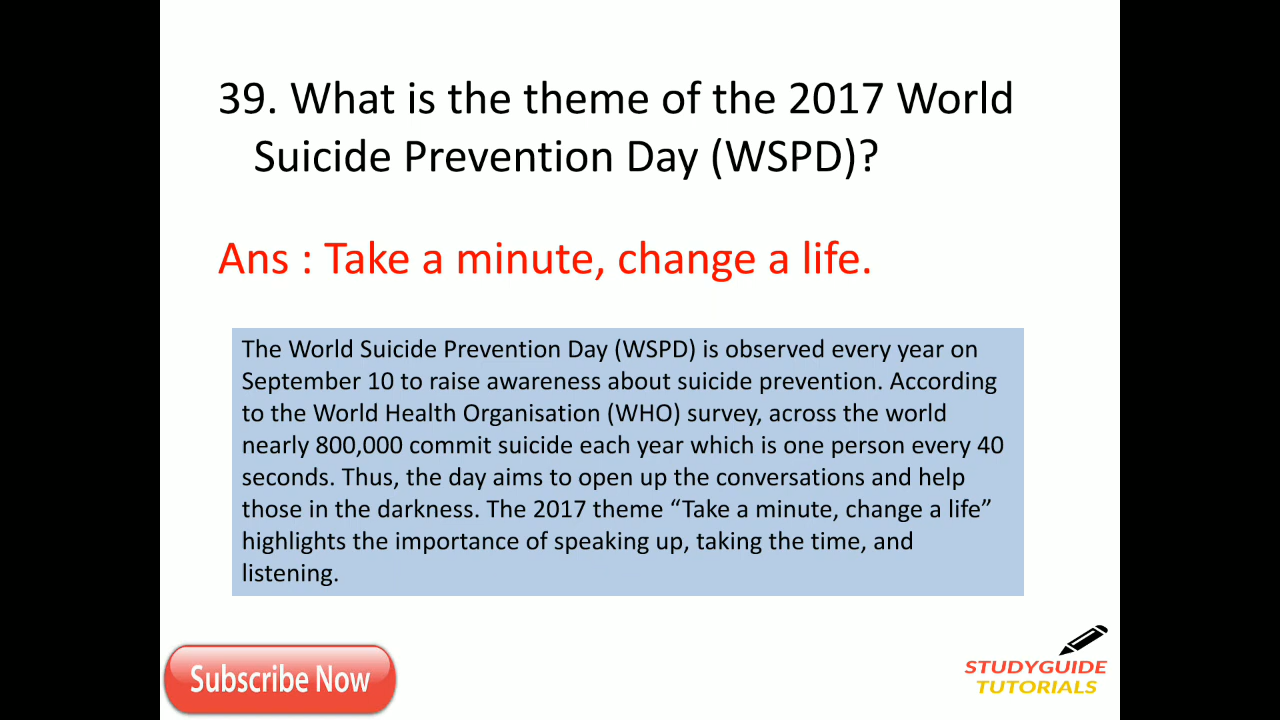 39. What is the theme of the 2017 World
Suicide Prevention Day (WSPD)?
Ans : Take a minute, change a life.
The World Suicide Prevention Day (WSPD) is observed every year on
September 10 to raise awareness about suicide prevention. According
to the World Health Organisation (WHO) survey, across the world
nearly 800,000 commit suicide each year which is one person every 40
seconds. Thus, the day aims to open up the conversations and help
those in the darkness. The 2017 theme “Take a minute, change a life”
highlights the importance of speaking up, taking the time, and
listening.
Subscribe Now
STUDYGUIDE
TUTORIALS